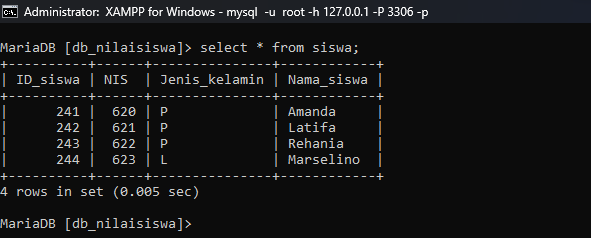 Administrator: XAMPP for Windows - mysql  -u  root -h 127.0.0.1 -P 3306 -p
MariaDB [db_nilaisiswa]> select * from siswa;
+----------+------+---------------+------------+
| ID_siswa | NIS  | Jenis_kelamin | Nama_siswa |
+----------+------+---------------+------------+
|      241 |  620 | P             | Amanda     |
|      242 |  621 | P             | Latifa     |
|      243 |  622 | P             | Rehania    |
|      244 |  623 | L             | Marselino  |
+----------+------+---------------+------------+
4 rows in set (0.005 sec)
MariaDB [db_nilaisiswa]>